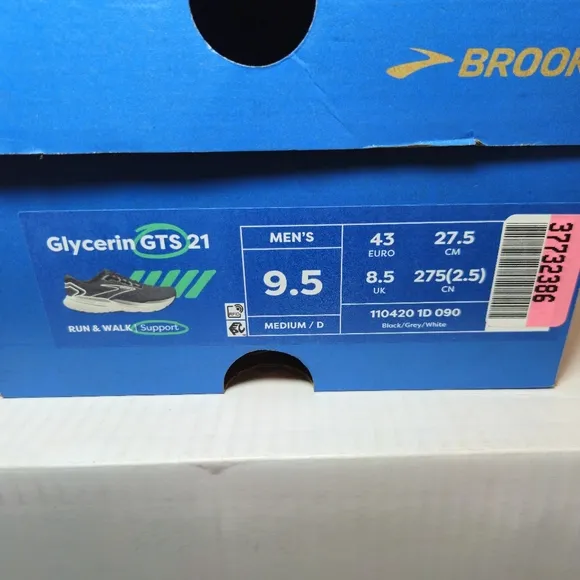 BROOK
Glycerin GTS 21
RUN & WALK Support
MEN'S
9.5
MEDIUM / D
43
EURO
27.5
CM
8.5
UK
275(2.5)
CN
110420 1D 090
Black/Grey/White
37732386